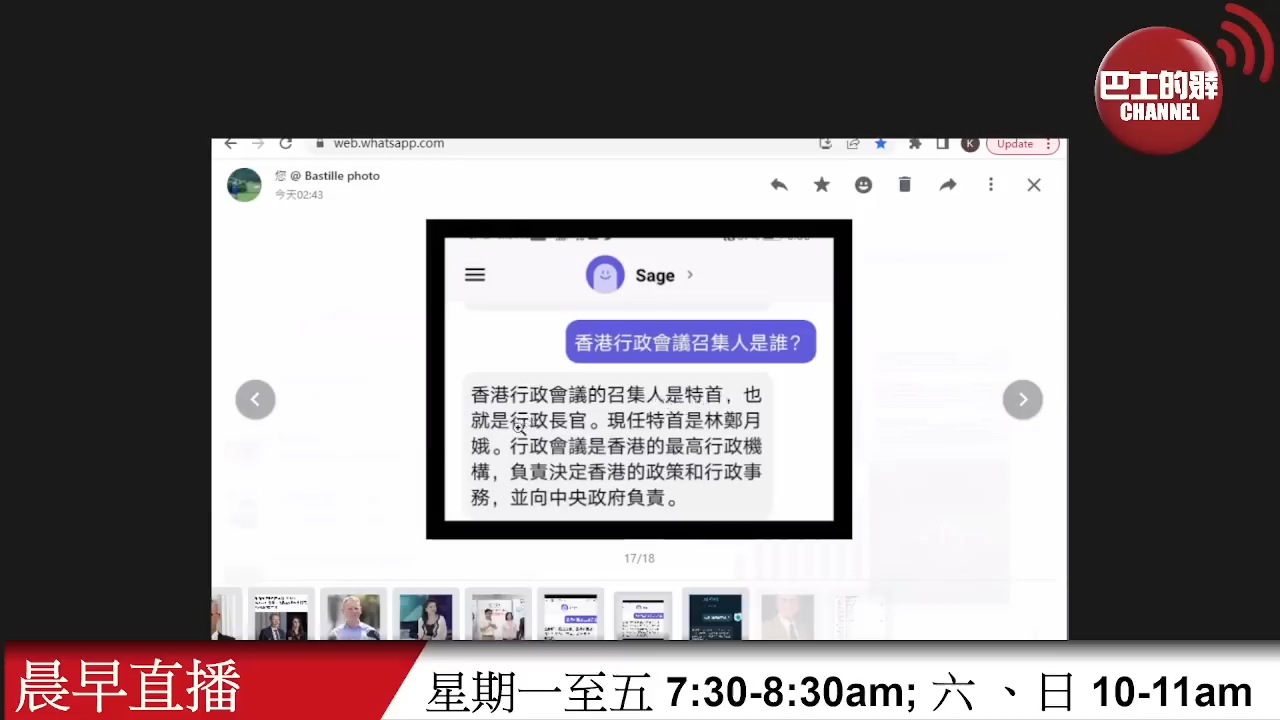 巴士的報
CHANNEL
web.whatsapp.com
K
Update
您 @ Bastille photo
今天02:43
Sage
香港行政會議召集人是誰?
香港行政會議的召集人是特首，也
就是行政長官。現任特首是林鄭月
娥。行政會議是香港的最高行政機
構，負責決定香港的政策和行政事
務，並向中央政府負責。
17/18
晨早直播
星期一至五 7:30-8:30am; 六 、日 10-11am